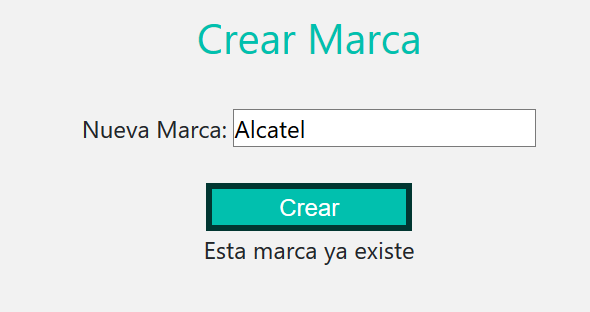 Crear Marca
Nueva Marca: Alcatel
Crear
Esta marca ya existe